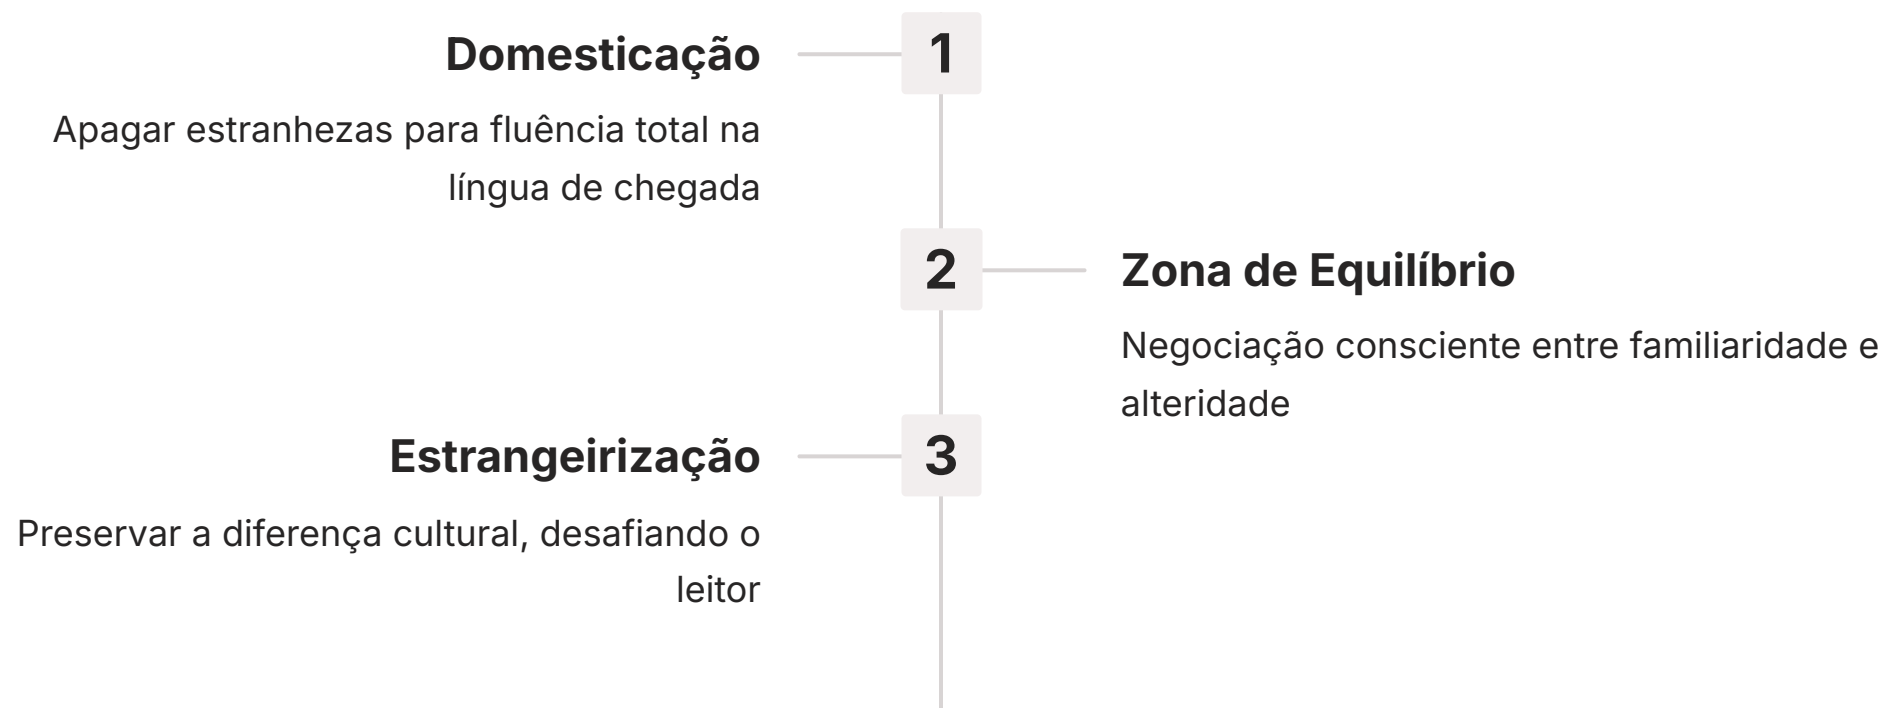 1
Domesticação
Apagar estranhezas para fluência total na
língua de chegada
2
Zona de Equilíbrio
Negociação consciente entre familiaridade e
alteridade
3
Estrangeirização
Preservar a diferença cultural, desafiando o
leitor